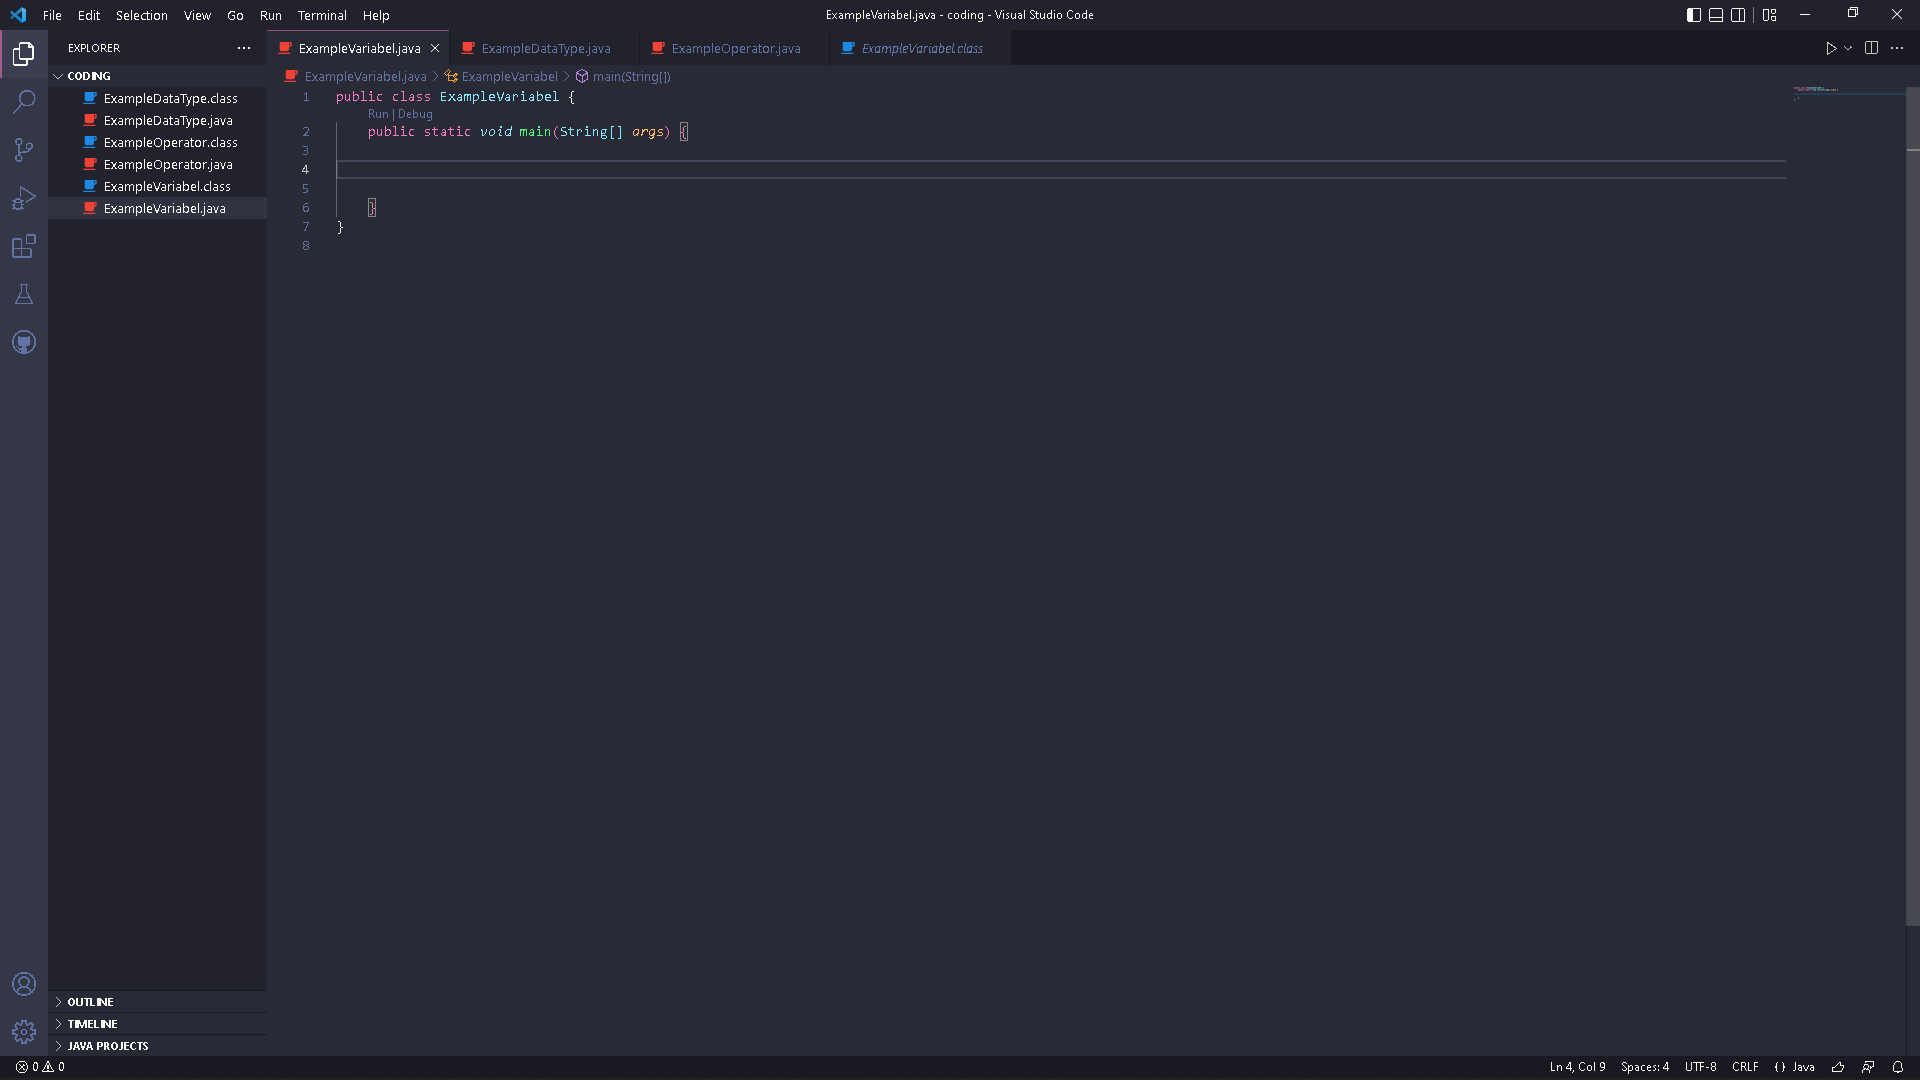 File Edit Selection View Go Run Terminal Help
ExampleVariabel.java - coding - Visual Studio Code
EXPLORER
CODING
ExampleDataType.class
ExampleDataType.java
ExampleOperator.class
ExampleOperator.java
ExampleVariabel.class
ExampleVariabel.java
OUTLINE
TIMELINE
JAVA PROJECTS
ExampleVariabel.java ExampleDataType.java ExampleOperator.java ExampleVariabel.class
ExampleVariabel.java > ExampleVariabel > main(String[])
1 public class ExampleVariabel {
Run | Debug
2 public static void main(String[] args) {
3
4
5
6 }
7 }
8
0 0 Ln 4, Col 9 Spaces: 4 UTF-8 CRLF {} Java